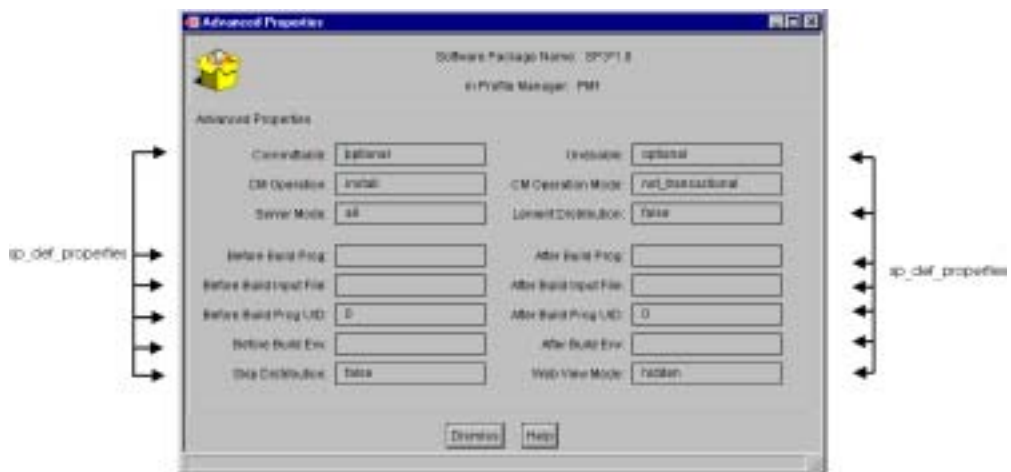 Advanced Properties
Software Package Name: SP3^1.0
in Profile Manager: PM1
Advanced Properties
Committable: optional
Undoable: optional
CM Operation: install
CM Operation Mode: not_transactional
Server Mode: all
Lenient Distribution: false
sp_def_properties
sp_def_properties
Before Build Prog:
After Build Prog:
Before Build Input File:
After Build Input File:
Before Build Prog UID: 0
After Build Prog UID: 0
Before Build Env:
After Build Env:
Skip Distribution: false
Web View Mode: hidden
Dismiss
Help